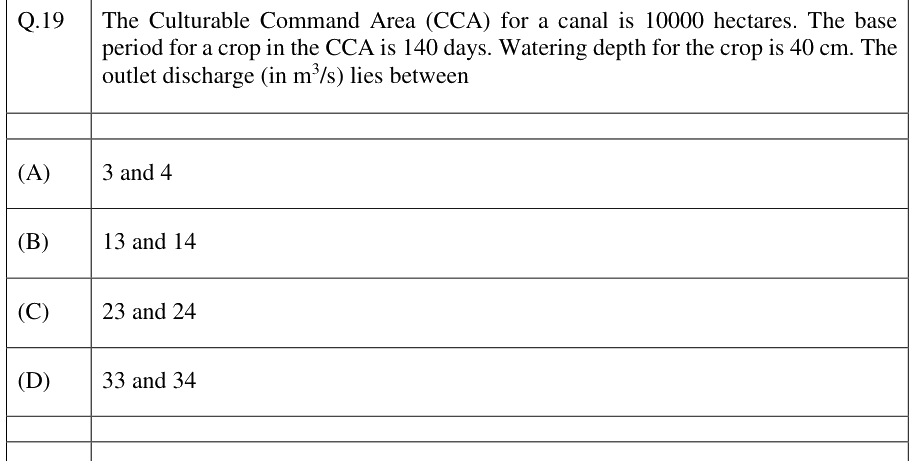 Q.19 The Culturable Command Area (CCA) for a canal is 10000 hectares. The base
period for a crop in the CCA is 140 days. Watering depth for the crop is 40 cm. The
outlet discharge (in m³/s) lies between
(A) 3 and 4
(B) 13 and 14
(C) 23 and 24
(D) 33 and 34